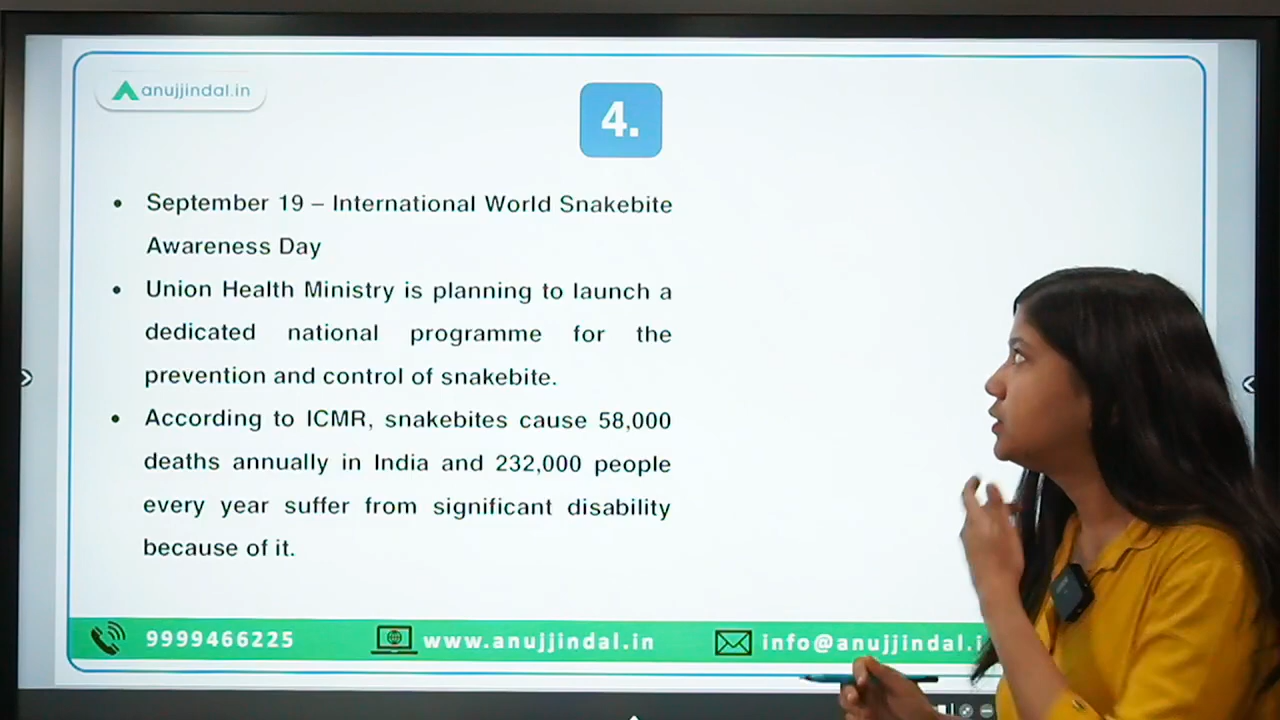 anujjindal.in
4.
• September 19 – International World Snakebite
Awareness Day
• Union Health Ministry is planning to launch a
dedicated national programme for the
prevention and control of snakebite.
• According to ICMR, snakebites cause 58,000
deaths annually in India and 232,000 people
every year suffer from significant disability
because of it.
9999466225 www.anujjindal.in info@anujjindal.i